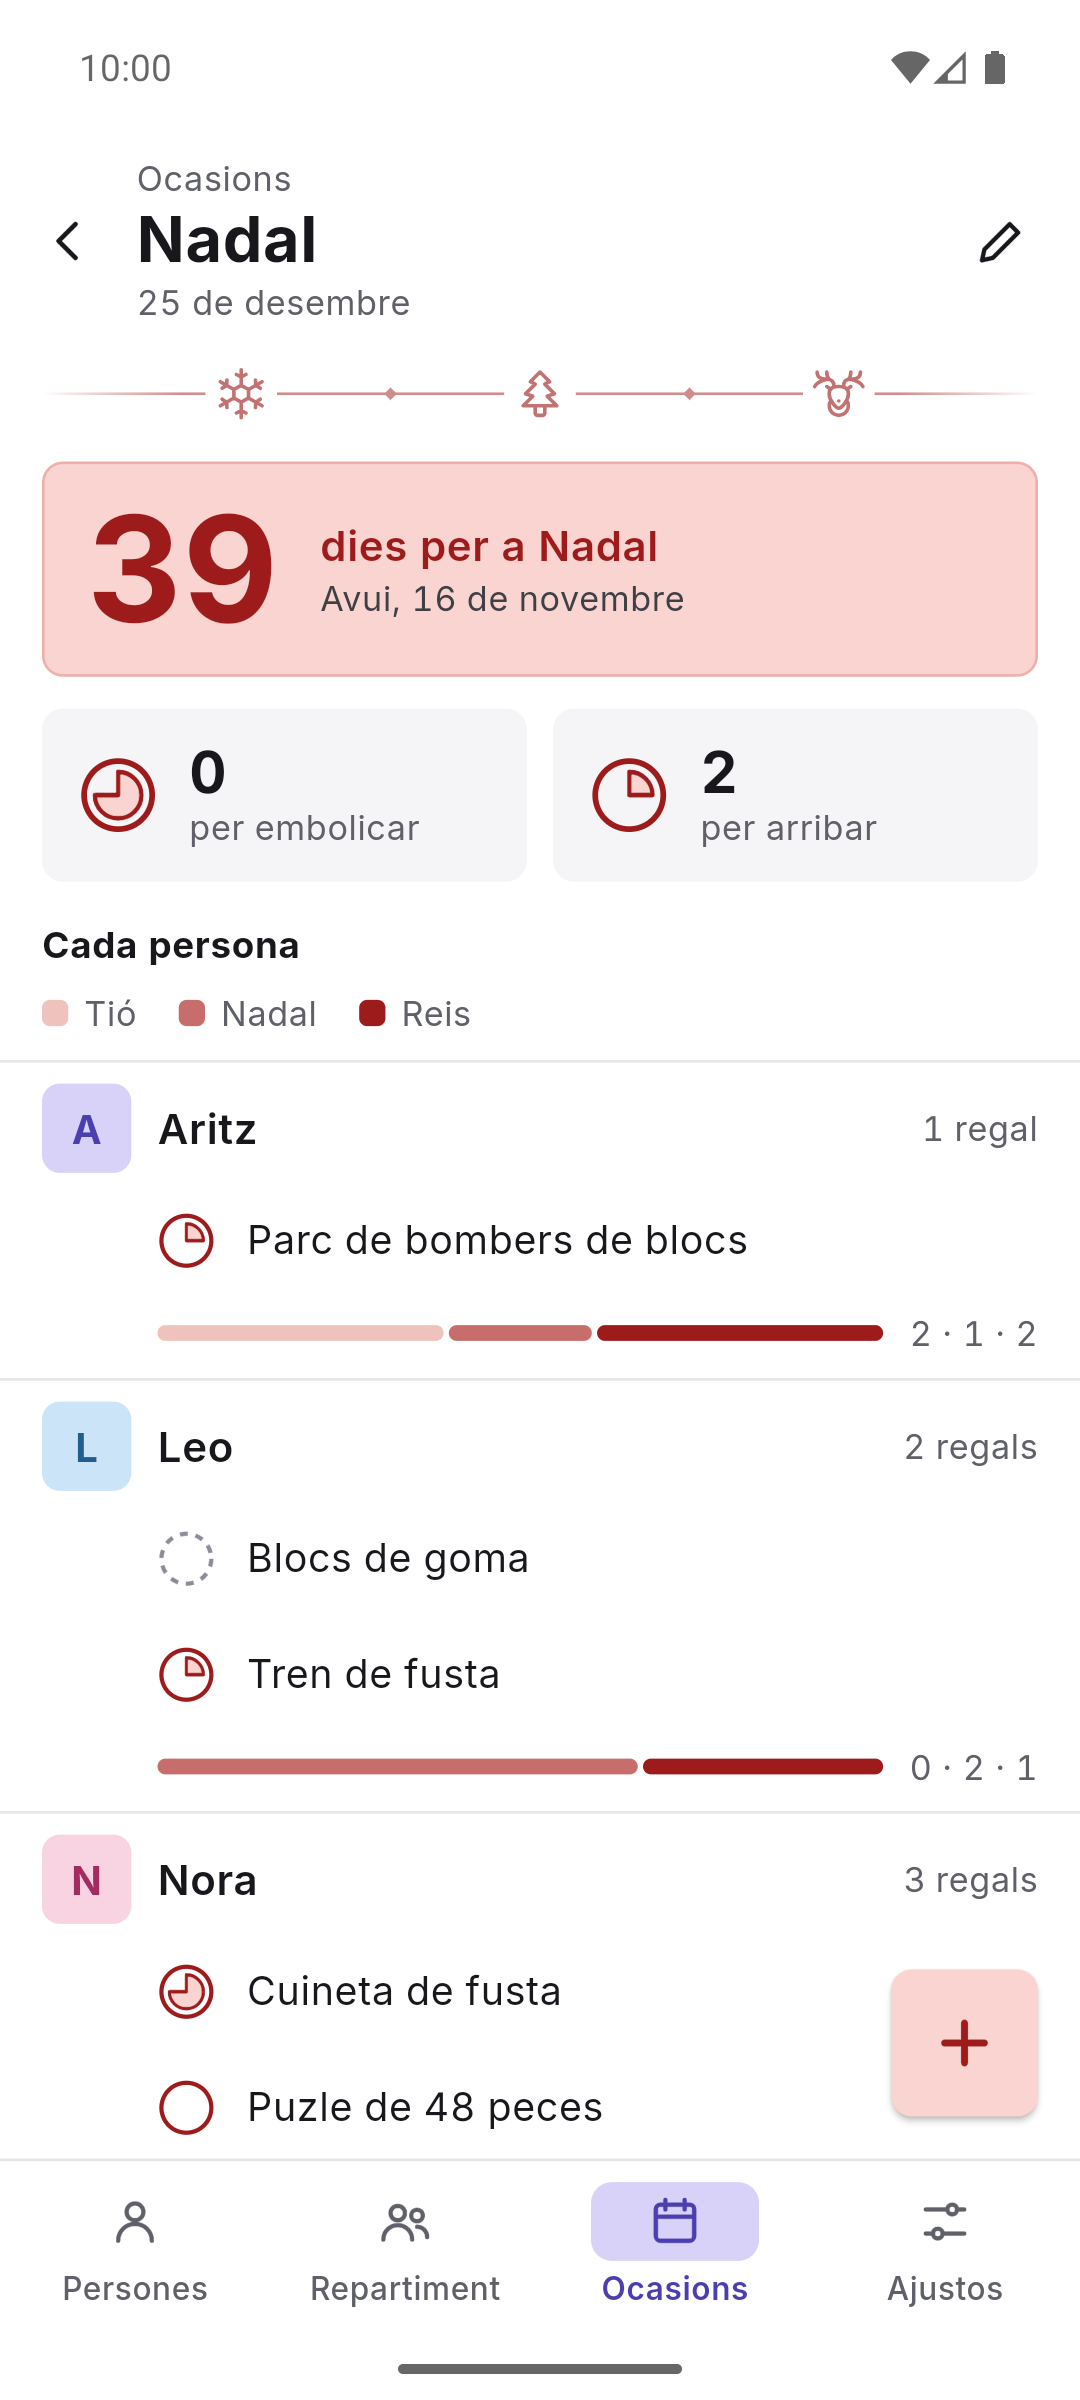 10:00
Ocasions
Nadal
25 de desembre
39
dies per a Nadal
Avui, 16 de novembre
0
per embolicar
2
per arribar
Cada persona
Tió Nadal Reis
A Aritz 1 regal
Parc de bombers de blocs
2 · 1 · 2
L Leo 2 regals
Blocs de goma
Tren de fusta
0 · 2 · 1
N Nora 3 regals
Cuineta de fusta
Puzle de 48 peces
Persones Repartiment Ocasions Ajustos